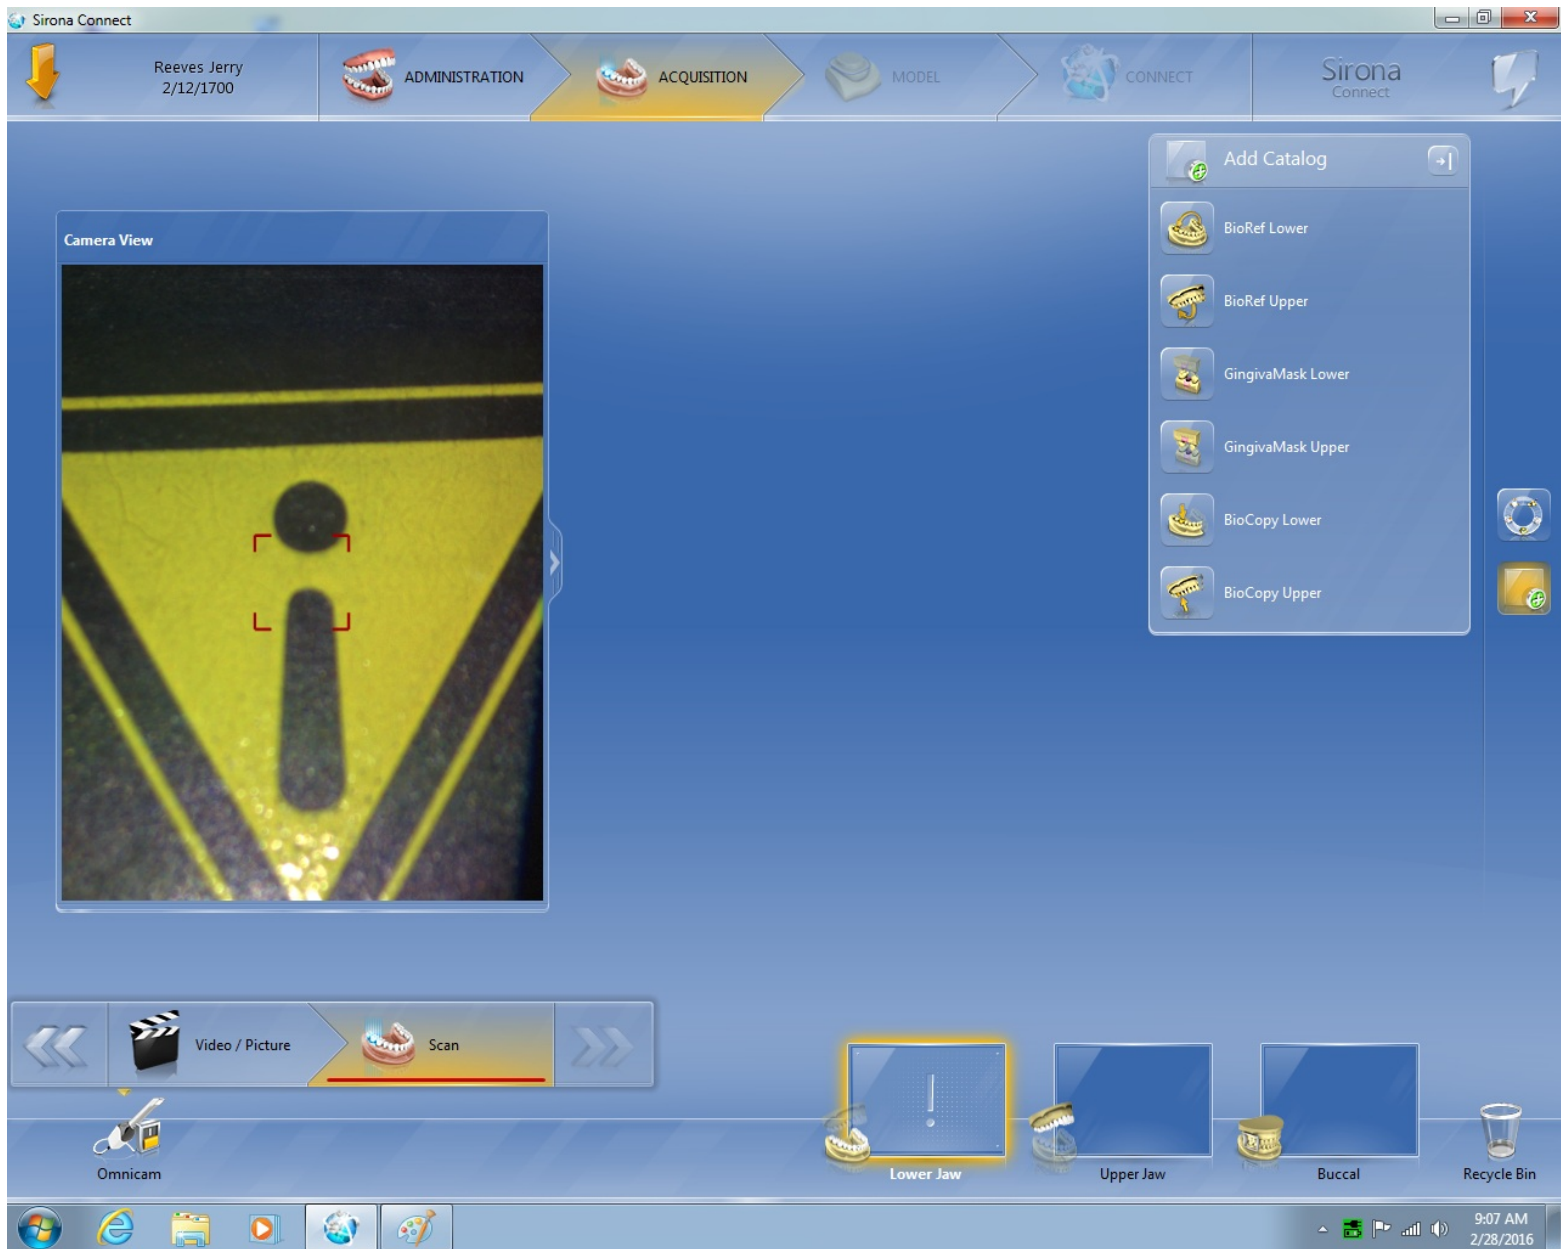 Sirona Connect
Reeves Jerry
2/12/1700
ADMINISTRATION
ACQUISITION
MODEL
CONNECT
Sirona
Connect
Add Catalog
Camera View
BioRef Lower
BioRef Upper
GingivaMask Lower
GingivaMask Upper
BioCopy Lower
BioCopy Upper
Video / Picture
Scan
Omnicam
Lower Jaw
Upper Jaw
Buccal
Recycle Bin
9:07 AM
2/28/2016